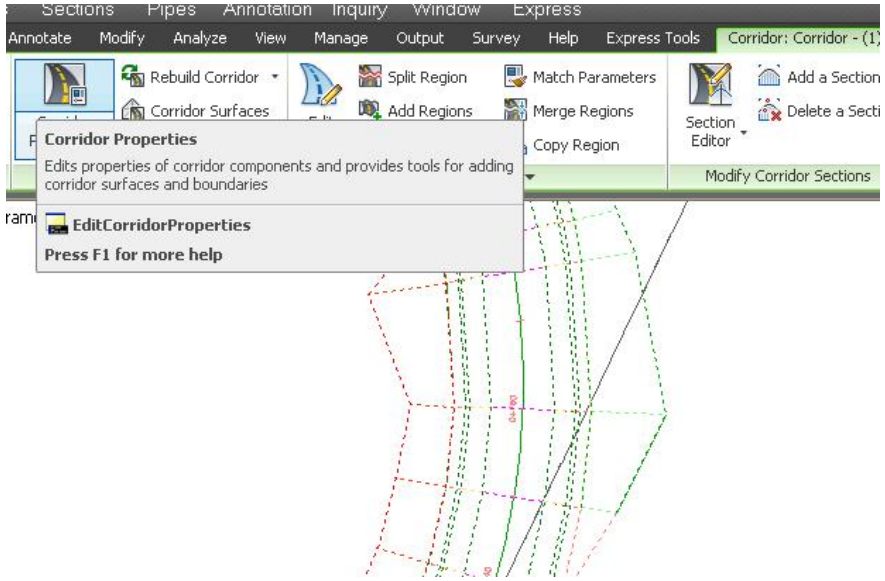 Sections Pipes Annotation Inquiry Window Express
Annotate Modify Analyze View Manage Output Survey Help Express Tools Corridor: Corridor - (1)
Rebuild Corridor Split Region Match Parameters Add a Section
Corridor Surfaces Add Regions Merge Regions Delete a Secti
Section
Editor
Copy Region
Modify Corridor Sections
Corridor Properties
Edits properties of corridor components and provides tools for adding
corridor surfaces and boundaries
EditCorridorProperties
Press F1 for more help